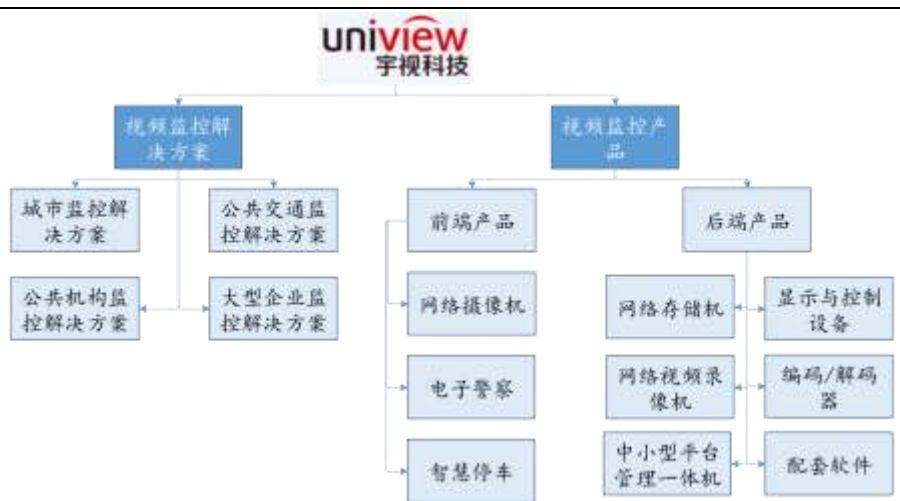 uniview
宇视科技
视频监控解
决方案
视频监控产
品
城市监控解
决方案
公共交通监
控解决方案
公共机构监
控解决方案
大型企业监
控解决方案
前端产品
网络摄像机
电子警察
智慧停车
后端产品
网络存储机
显示与控制
设备
网络视频录
像机
编码/解码
器
中小型平台
管理一体机
配套软件